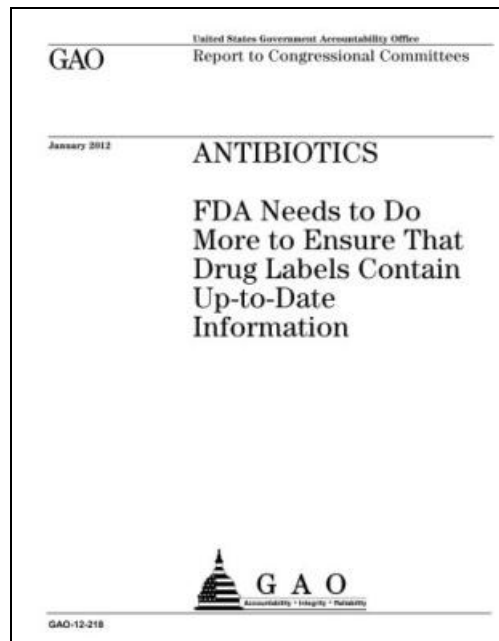 United States Government Accountability Office
GAO
Report to Congressional Committees
January 2012
ANTIBIOTICS
FDA Needs to Do
More to Ensure That
Drug Labels Contain
Up-to-Date
Information
G A O
Accountability * Integrity * Reliability
GAO-12-218